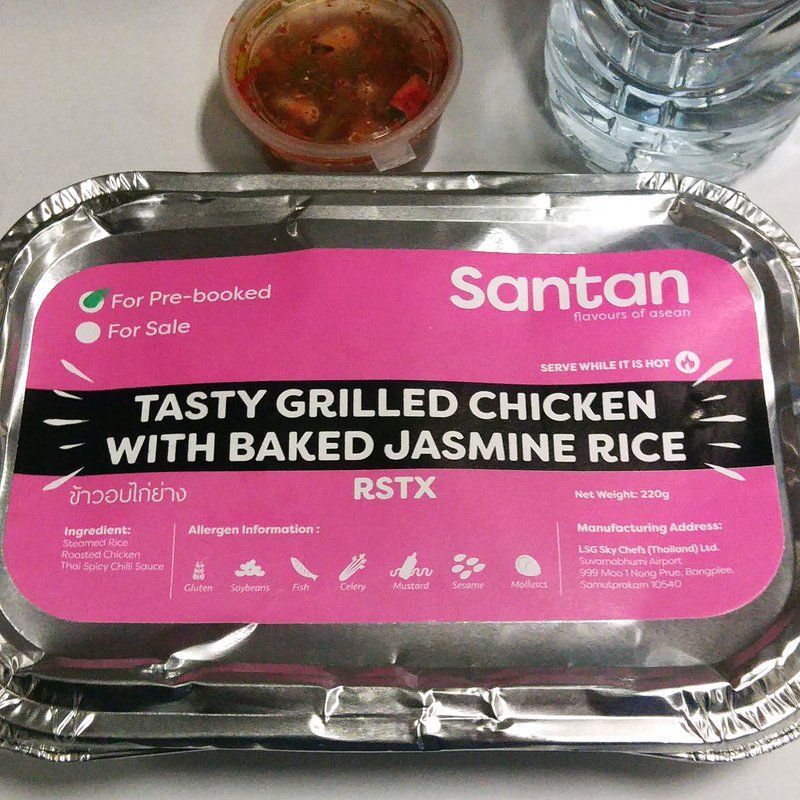 For Pre-booked
For Sale
Santan
flavours of asean
SERVE WHILE IT IS HOT
TASTY GRILLED CHICKEN
WITH BAKED JASMINE RICE
RSTX
ข้าวอบไก่ย่าง
Net Weight: 220g
Ingredient:
Steamed Rice
Roasted Chicken
Thai Spicy Chilli Sauce
Allergen Information :
Gluten
Soybeans
Fish
Celery
Mustard
Sesame
Molluscs
Manufacturing Address:
LSG Sky Chefs (Thailand) Ltd.
Suvarnabhumi Airport
999 Moo 1 Nong Prue, Bangplee,
Samutprakarn 10540